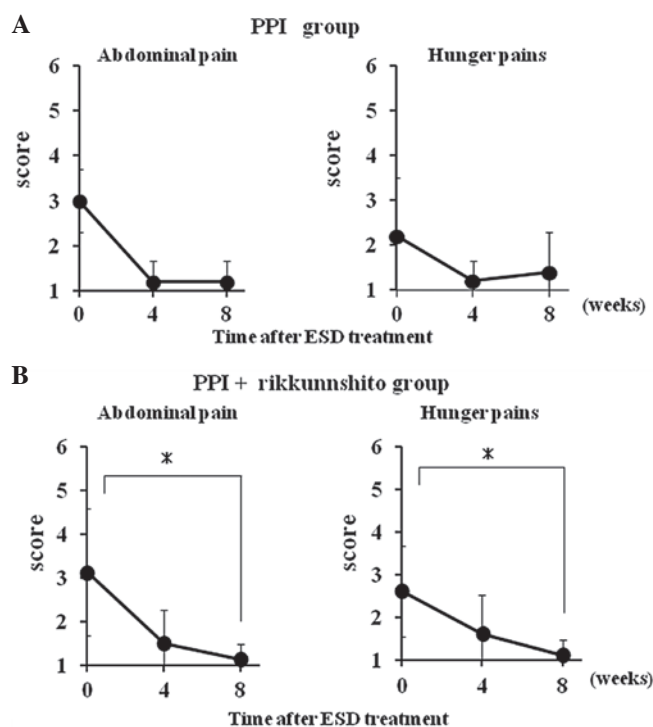 A
PPI group
Abdominal pain
Hunger pains
6
5
4
3
2
1
score
0 4 8
6
5
4
3
2
1
score
0 4 8
(weeks)
Time after ESD treatment
B
PPI + rikkunnshito group
Abdominal pain
Hunger pains
6
5
4
3
2
1
score
*
0 4 8
6
5
4
3
2
1
score
*
0 4 8
(weeks)
Time after ESD treatment